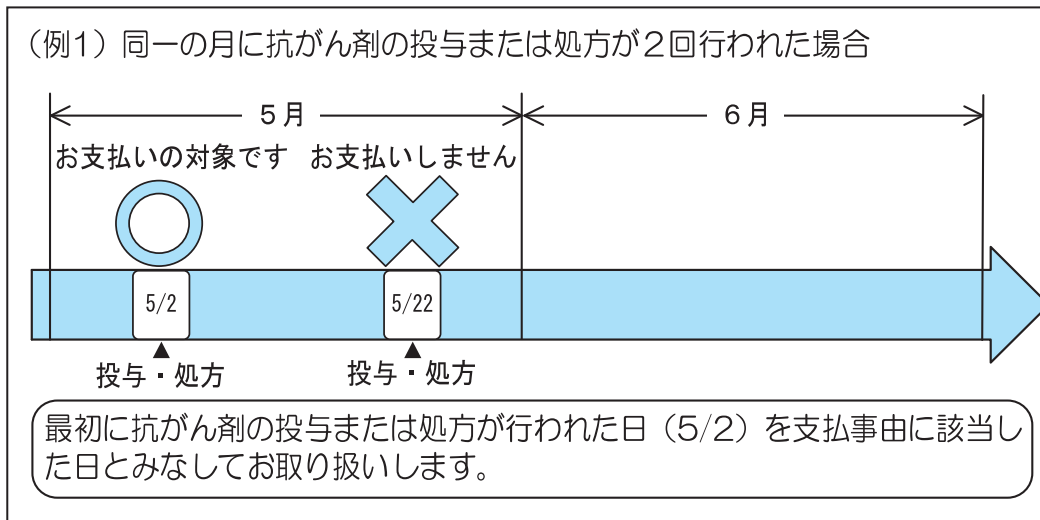 （例1）同一の月に抗がん剤の投与または処方が２回行われた場合
5月
6月
お支払いの対象です
お支払いしません
5/2
5/22
▲
▲
投与・処方
投与・処方
最初に抗がん剤の投与または処方が行われた日（5/2）を支払事由に該当し
た日とみなしてお取り扱いします。